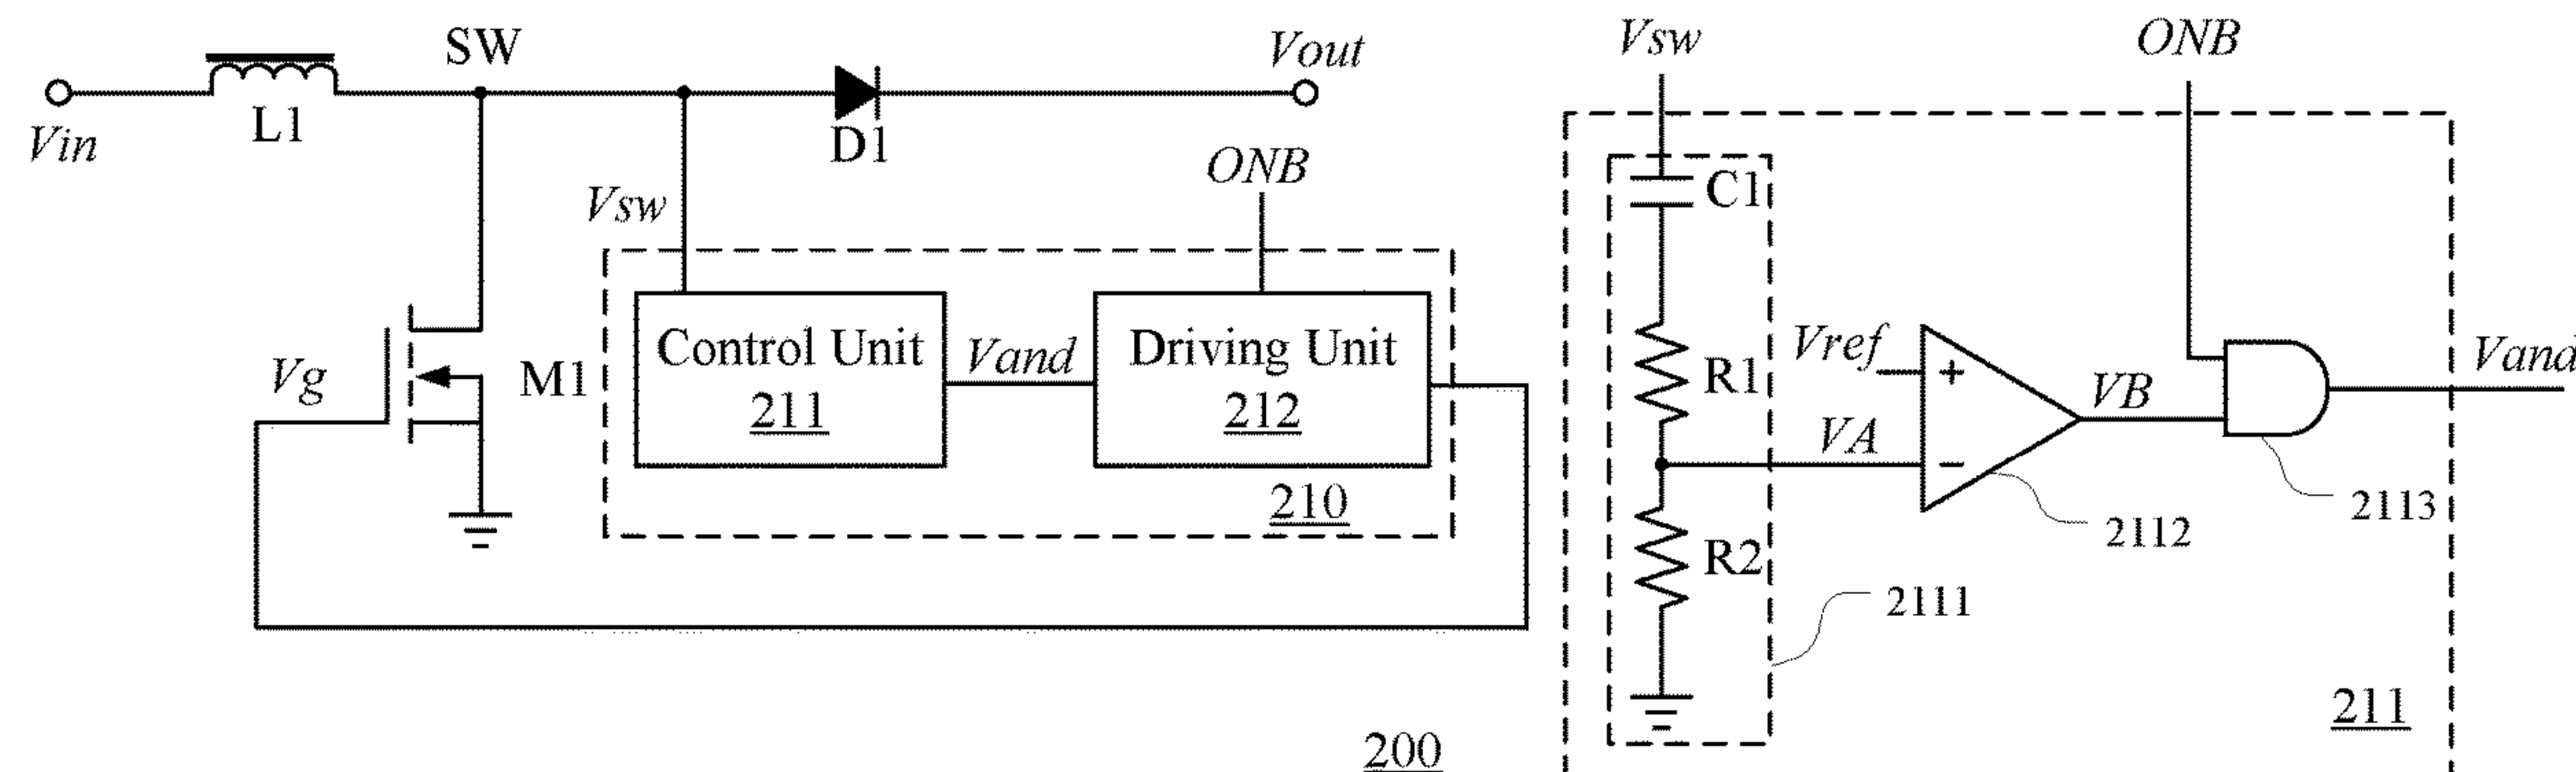 Vin
L1
SW
D1
Vout
Vsw
ONB
Vg
M1
Control Unit
211
Vand
Driving Unit
212
210
200
Vsw
ONB
C1
R1
Vref
+
VA
−
VB
Vand
R2
2111
2112
2113
211